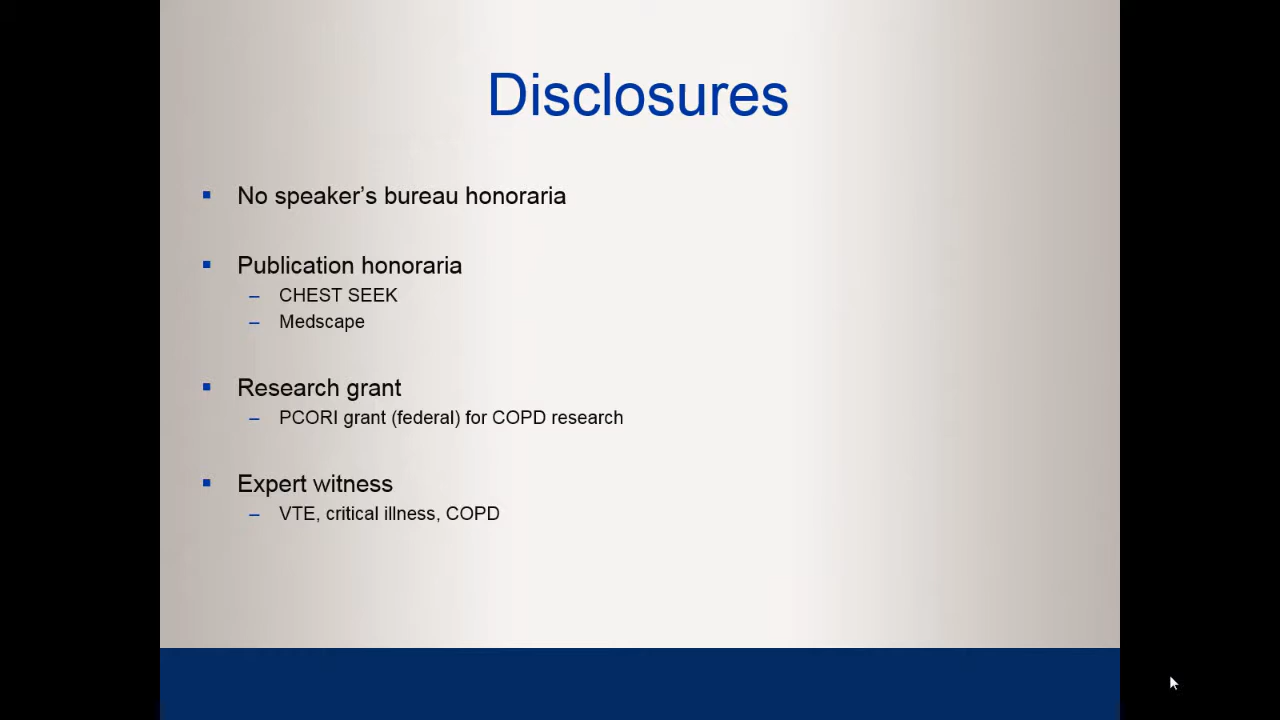 Disclosures
▪ No speaker’s bureau honoraria
▪ Publication honoraria
– CHEST SEEK
– Medscape
▪ Research grant
– PCORI grant (federal) for COPD research
▪ Expert witness
– VTE, critical illness, COPD